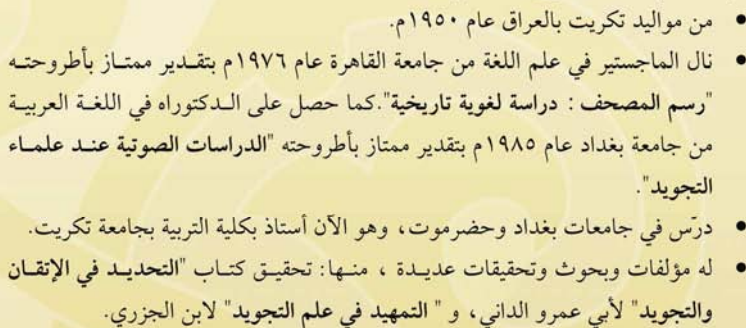 • من مواليد تكريت بالعراق عام ١٩٥٠م.
• نال الماجستير في علم اللغة من جامعة القاهرة عام ١٩٧٦م بتقدير ممتاز بأطروحته
"رسم المصحف : دراسة لغوية تاريخية".كما حصل على الدكتوراه في اللغة العربية
من جامعة بغداد عام ١٩٨٥م بتقدير ممتاز بأطروحته "الدراسات الصوتية عند علماء
التجويد".
• درّس في جامعات بغداد وحضرموت، وهو الآن أستاذ بكلية التربية بجامعة تكريت.
• له مؤلفات وبحوث وتحقيقات عديدة ، منها: تحقيق كتاب "التحديد في الإتقان
والتجويد" لأبي عمرو الداني، و " التمهيد في علم التجويد" لابن الجزري.